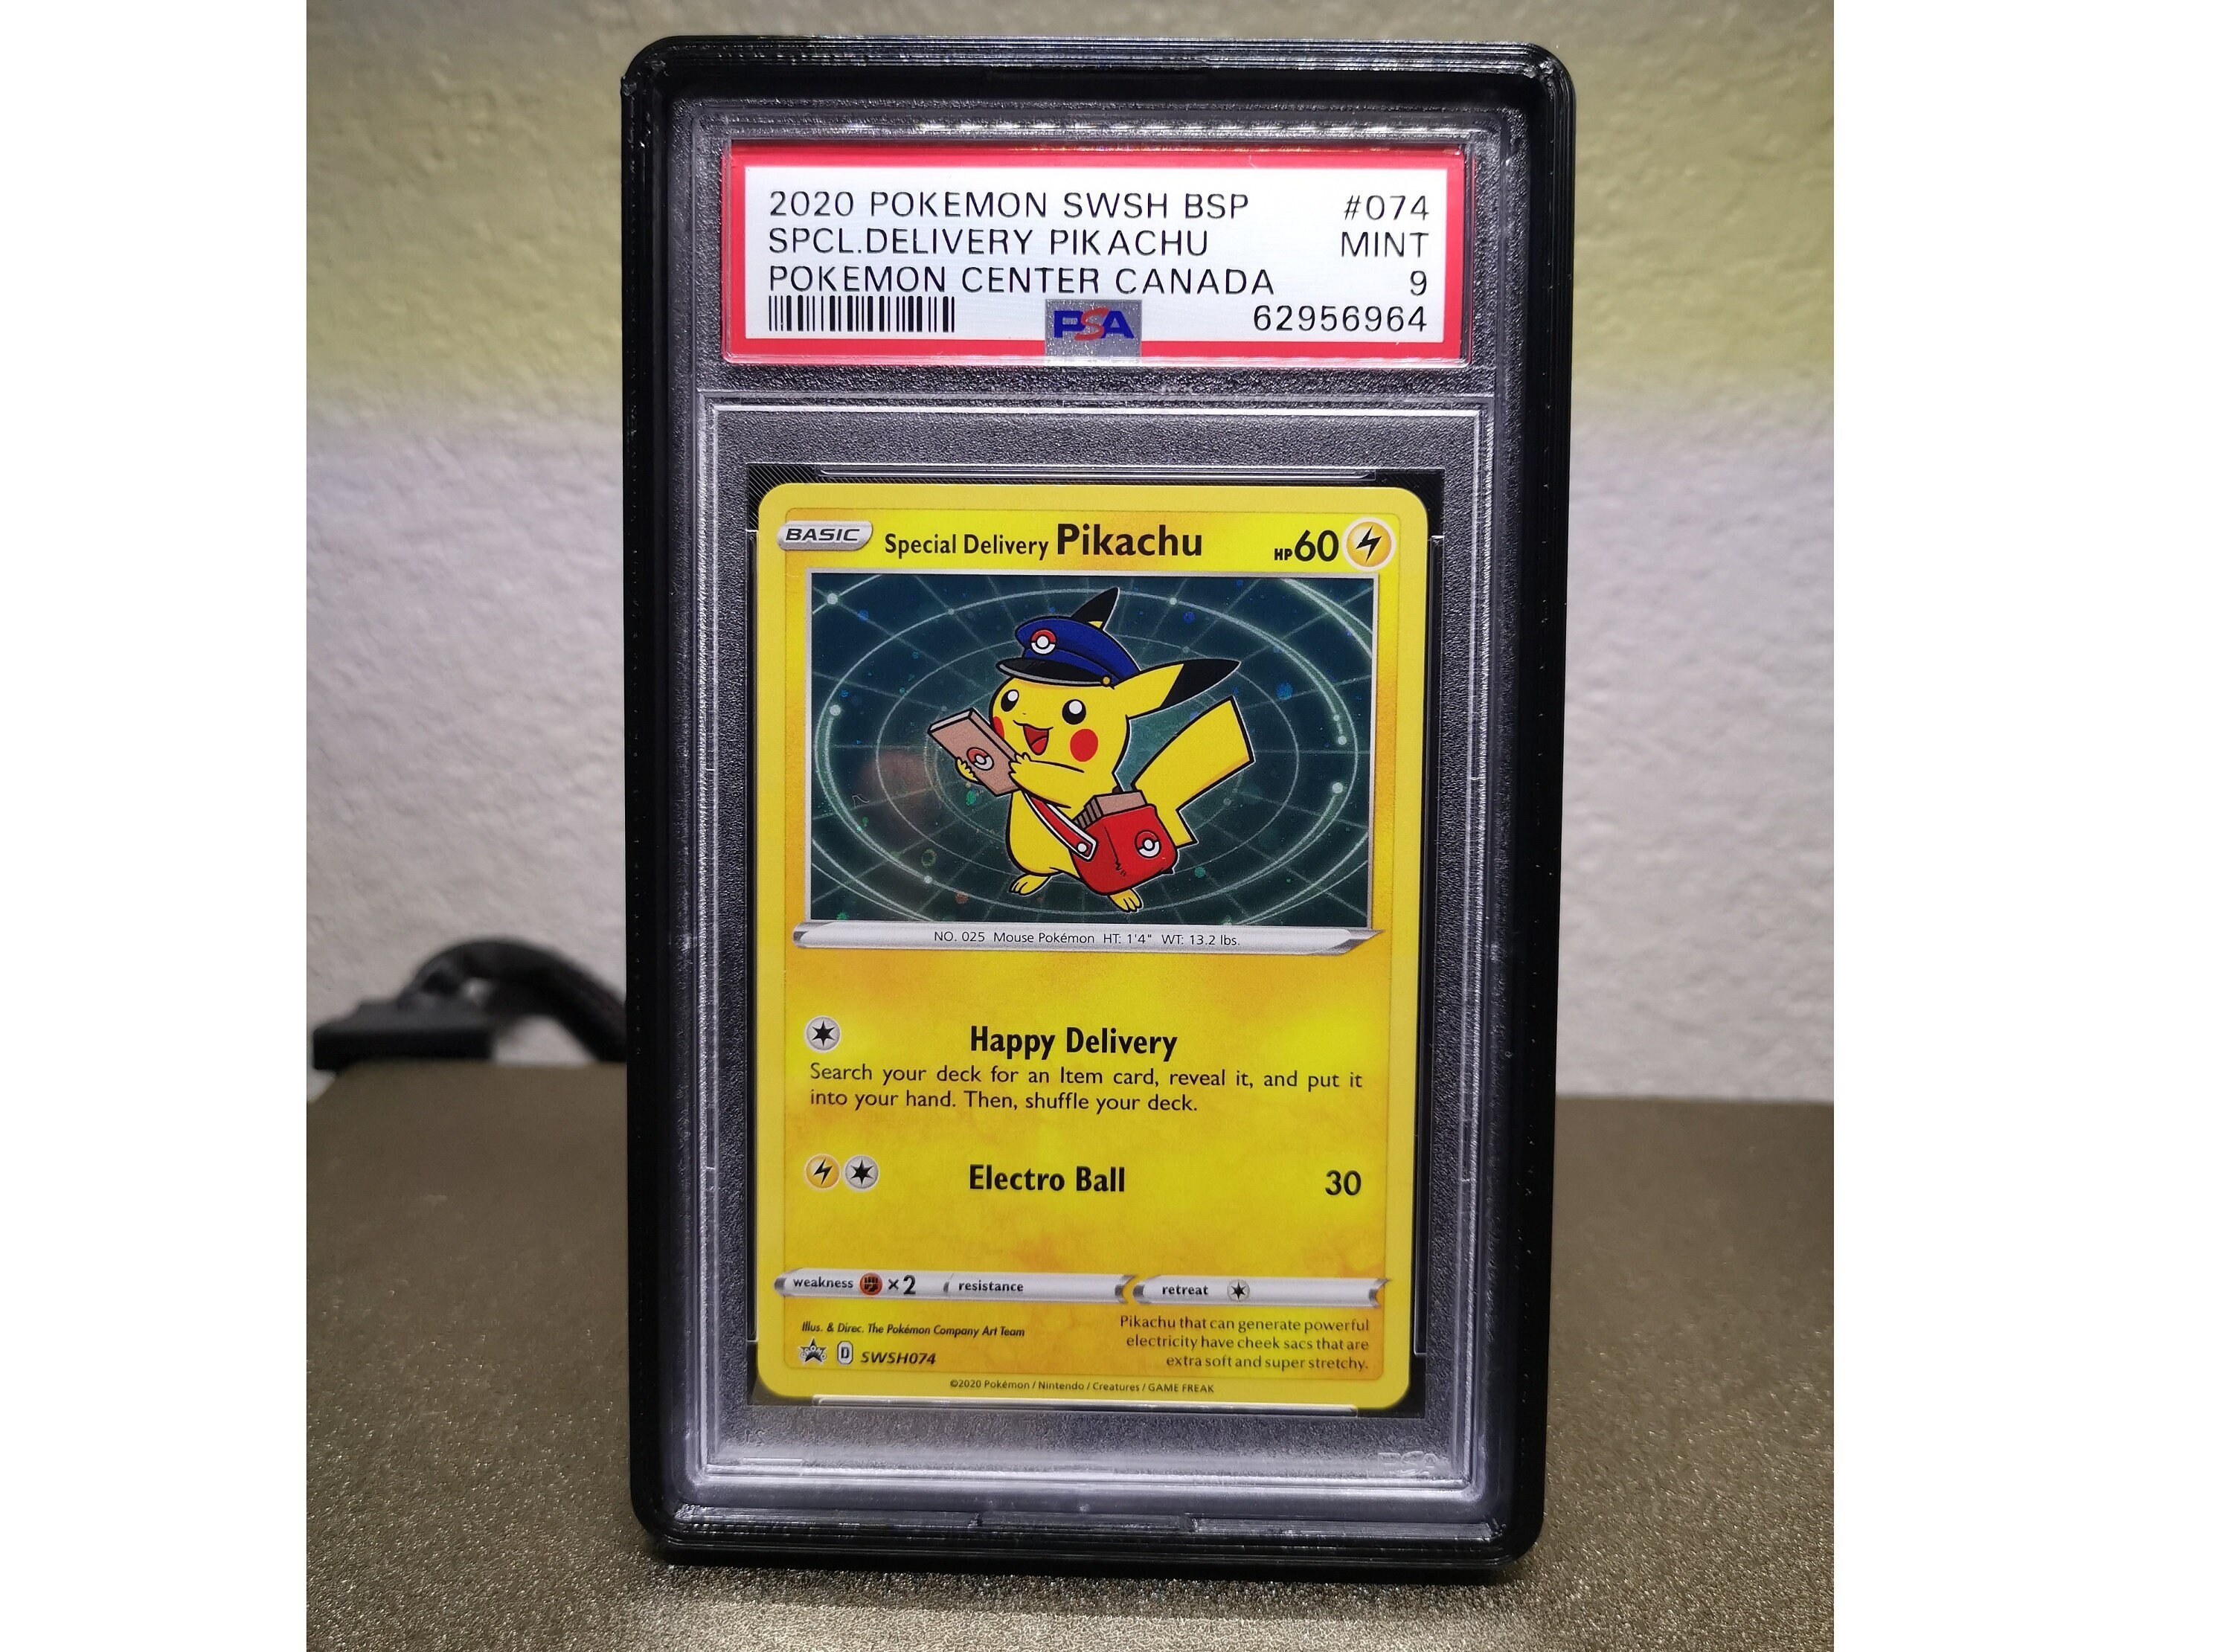 2020 POKEMON SWSH BSP #074
SPCL.DELIVERY PIKACHU MINT
POKEMON CENTER CANADA 9
PSA 62956964
BASIC Special Delivery Pikachu HP 60
NO. 025 Mouse Pokémon HT: 1'4" WT: 13.2 lbs.
Happy Delivery
Search your deck for an Item card, reveal it, and put it
into your hand. Then, shuffle your deck.
Electro Ball 30
weakness ×2 resistance retreat
Illus. & Direc. The Pokémon Company Art Team
D SWSH074
Pikachu that can generate powerful
electricity have cheek sacs that are
extra soft and super stretchy.
©2020 Pokémon / Nintendo / Creatures / GAME FREAK